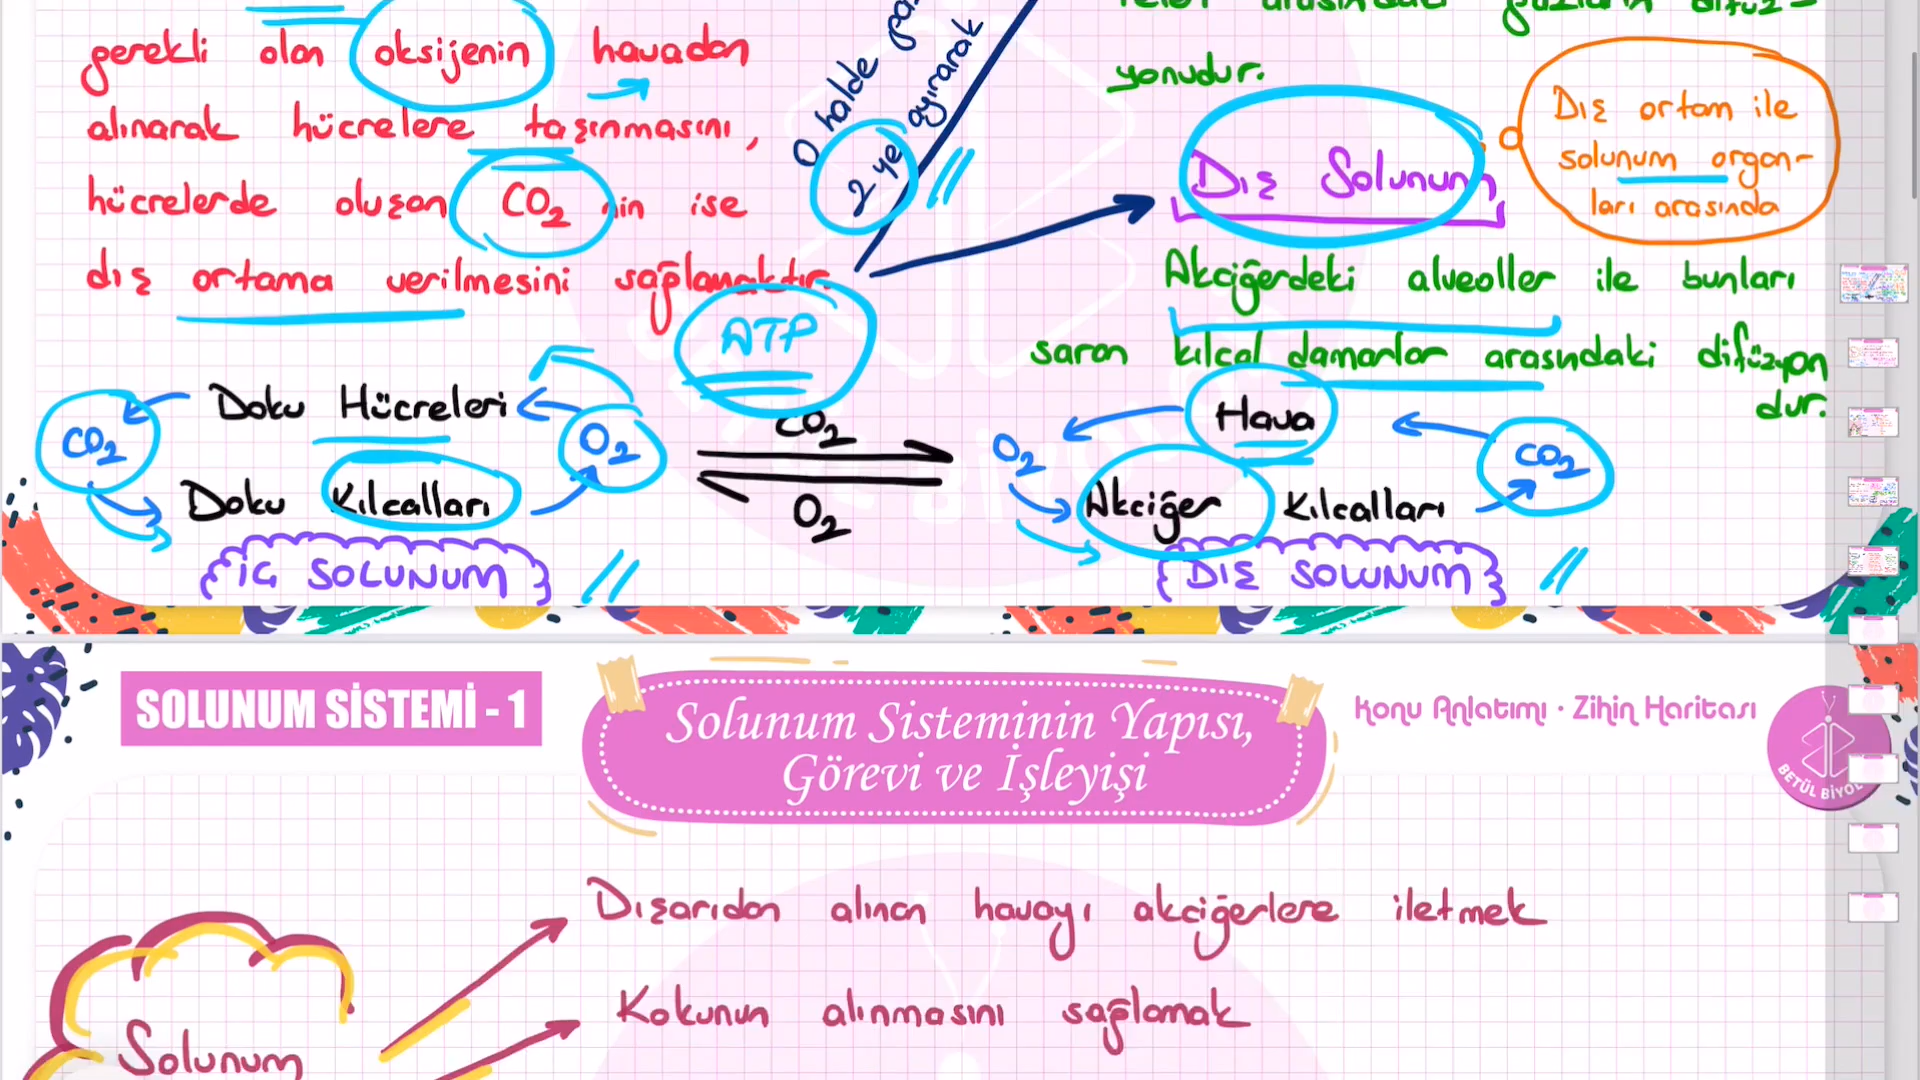 gerekli olan oksijenin havadan
alınarak hücrelere taşınmasını,
hücrelerde oluşan CO2 nin ise
dış ortama verilmesini sağlamaktır.
ATP
O halde
2 ye ayırarak
yonudur.
Dış Solunum
Dış ortam ile
solunum organ-
ları arasında
Akciğerdeki alveoller ile bunları
saran kılcal damarlar arasındaki difüzyon
dur.
CO2 Doku Hücreleri O2
Doku Kılcalları
İÇ SOLUNUM
CO2
O2
O2 Hava CO2
Akciğer Kılcalları
DIŞ SOLUNUM
SOLUNUM SİSTEMİ - 1
Solunum Sisteminin Yapısı,
Görevi ve İşleyişi
Konu Anlatımı · Zihin Haritası
BETÜL BİYOL
Dışarıdan alınan havayı akciğerlere iletmek
Kokunun alınmasını sağlamak
Solunum